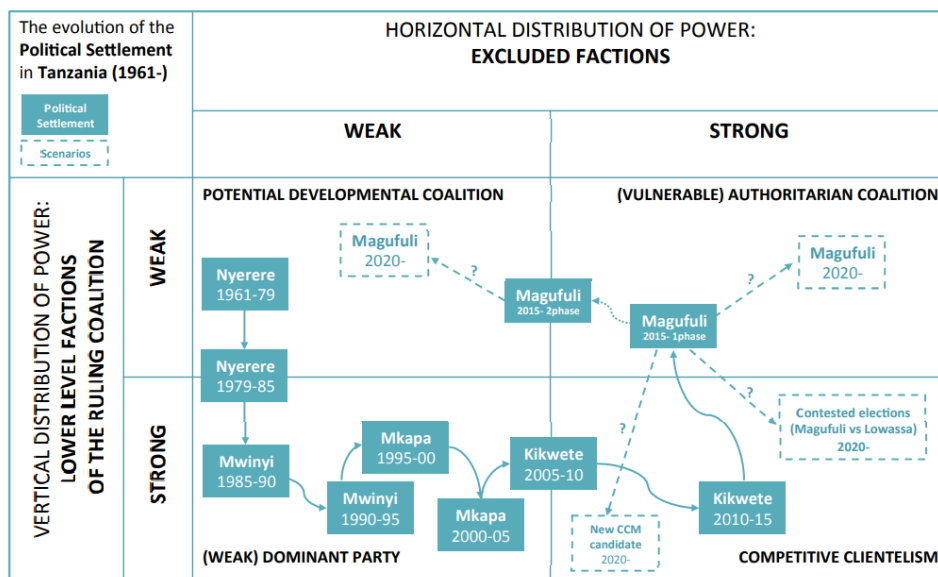 The evolution of the
Political Settlement
in Tanzania (1961-)
Political
Settlement
Scenarios
HORIZONTAL DISTRIBUTION OF POWER:
EXCLUDED FACTIONS
WEAK
STRONG
VERTICAL DISTRIBUTION OF POWER:
LOWER LEVEL FACTIONS
OF THE RULING COALITION
WEAK
STRONG
POTENTIAL DEVELOPMENTAL COALITION
(VULNERABLE) AUTHORITARIAN COALITION
Magufuli
2020-
?
Magufuli
2020-
?
Nyerere
1961-79
Magufuli
2015- 2phase
Magufuli
2015- 1phase
Nyerere
1979-85
?
Contested elections
(Magufuli vs Lowassa)
2020-
?
Mwinyi
1985-90
Mkapa
1995-00
Kikwete
2005-10
Mwinyi
1990-95
Mkapa
2000-05
Kikwete
2010-15
New CCM
candidate
2020-
(WEAK) DOMINANT PARTY
COMPETITIVE CLIENTELISM